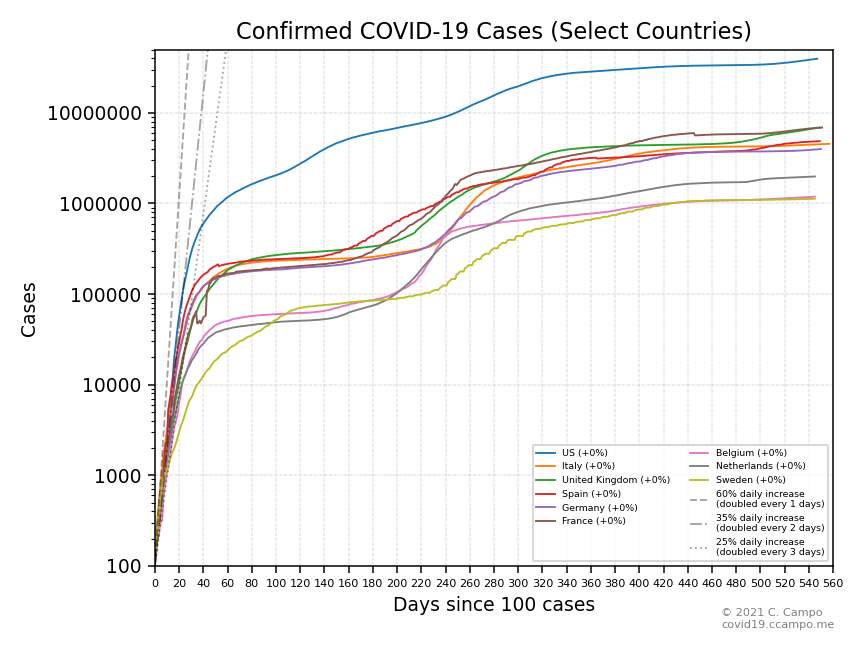 Confirmed COVID-19 Cases (Select Countries)
Cases
10000000
1000000
100000
10000
1000
100
0 20 40 60 80 100 120 140 160 180 200 220 240 260 280 300 320 340 360 380 400 420 440 460 480 500 520 540 560
Days since 100 cases
US (+0%)
Italy (+0%)
United Kingdom (+0%)
Spain (+0%)
Germany (+0%)
France (+0%)
Belgium (+0%)
Netherlands (+0%)
Sweden (+0%)
60% daily increase
(doubled every 1 days)
35% daily increase
(doubled every 2 days)
25% daily increase
(doubled every 3 days)
© 2021 C. Campo
covid19.ccampo.me